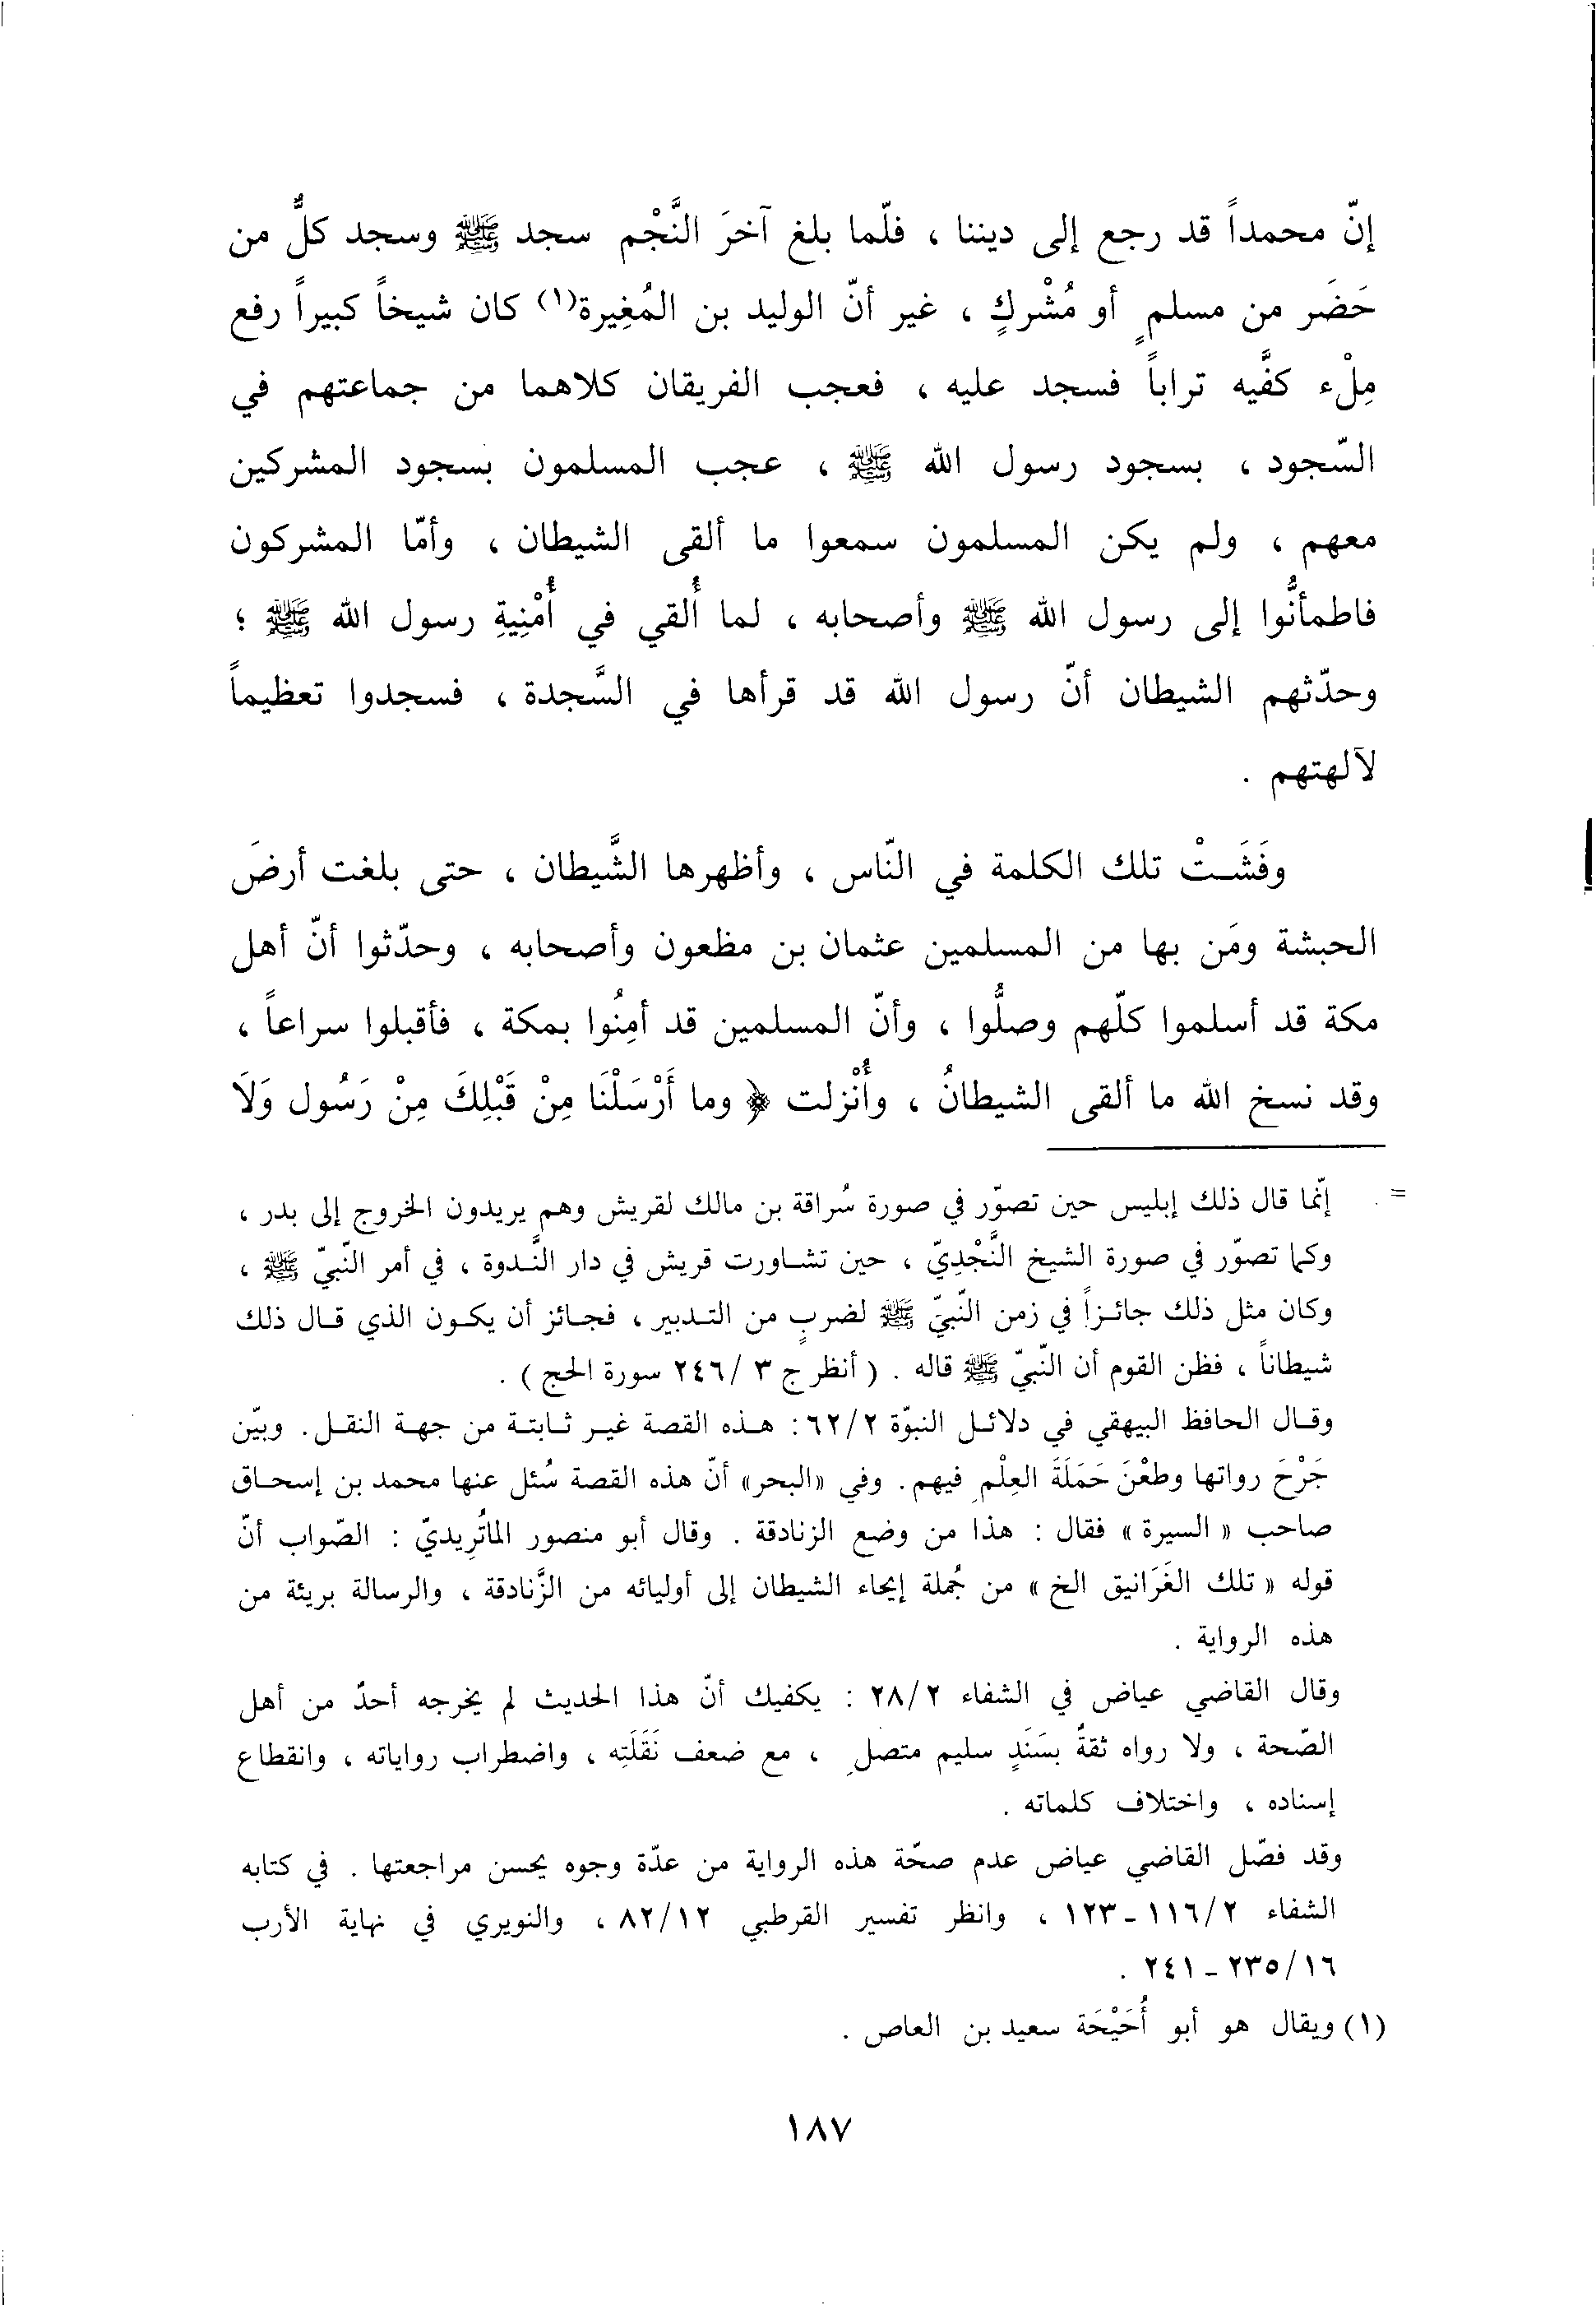 إنّ محمداً قد رجع إلى ديننا ، فلّما بلغ آخرَ النَّجْم سجد ﷺ وسجد كلُّ من
حَضَر من مسلمٍ أو مُشْركٍ ، غير أنّ الوليد بن المُغِيرة(١) كان شيخاً كبيراً رفع
مِلْء كفَّيه تراباً فسجد عليه ، فعجب الفريقان كلاهما من جماعتهم في
السّجود ، بسجود رسول الله ﷺ ، عجب المسلمون بسجود المشركين
معهم ، ولم يكن المسلمون سمعوا ما ألقى الشيطان ، وأمّا المشركون
فاطمأنُّوا إلى رسول الله ﷺ وأصحابه ، لما أُلقي في أُمْنِيةِ رسول الله ﷺ ؛
وحدّثهم الشيطان أنّ رسول الله قد قرأها في السَّجدة ، فسجدوا تعظيماً
لآلهتهم .
وفَشَـتْ تلك الكلمة في النّاس ، وأظهرها الشَّيطان ، حتى بلغت أرضَ
الحبشة ومَن بها من المسلمين عثمان بن مظعون وأصحابه ، وحدّثوا أنّ أهل
مكة قد أسلموا كلّهم وصلُّوا ، وأنّ المسلمين قد أمِنُوا بمكة ، فأقبلوا سراعاً ،
وقد نسخ الله ما ألقى الشيطانُ ، وأُنْزلت ﴿ وما أَرْسَلْنَا مِنْ قَبْلِكَ مِنْ رَسُول وَلَا
= إنّما قال ذلك إبليس حين تصوّر في صورة سُراقة بن مالك لقريش وهم يريدون الخروج إلى بدر ،
وكما تصوّر في صورة الشيخ النَّجْدِيّ ، حين تشـاورت قريش في دار النَّـدوة ، في أمر النّبيّ ﷺ ،
وكان مثل ذلك جائـزاً في زمن النّبيّ ﷺ لضربٍ من التـدبير ، فجـائز أن يكـون الذي قـال ذلك
شيطاناً ، فظن القوم أن النّبيّ ﷺ قاله . ( أنظر ج ٣ /٢٤٦ سورة الحج ) .
وقـال الحافظ البيهقي في دلائـل النبوّة ٦٢/٢: هـذه القصة غيـر ثـابتـة من جهـة النقـل. وبيّن
جَرْحَ رواتها وطعْنَ حَمَلَةَ العِلْمِ فيهم. وفي «البحر» أنّ هذه القصة سُئل عنها محمد بن إسحـاق
صاحب « السيرة » فقال : هذا من وضع الزنادقة . وقال أبو منصور الماتُرِيديّ : الصّواب أنّ
قوله « تلك الغَرَانيق الخ » من جُملة إيحاء الشيطان إلى أوليائه من الزَّنادقة ، والرسالة بريئة من
هذه الرواية .
وقال القاضي عياض في الشفاء ٢٨/٢ : يكفيك أنّ هذا الحديث لم يخرجه أحدٌ من أهل
الصّحة ، ولا رواه ثقةٌ بسَنَدٍ سليم متصلٍ ، مع ضعف نَقَلَتِه ، واضطراب رواياته ، وانقطاع
إسناده ، واختلاف كلماته .
وقد فصّل القاضي عياض عدم صحّة هذه الرواية من عدّة وجوه يحسن مراجعتها . في كتابه
الشفاء ١١٦/٢-١٢٣ ، وانظر تفسير القرطبي ٨٢/١٢ ، والنويري في نهاية الأرب
٢٣٥/١٦ - ٢٤١ .
(١) ويقال هو أبو أُحَيْحَة سعيد بن العاص .
١٨٧